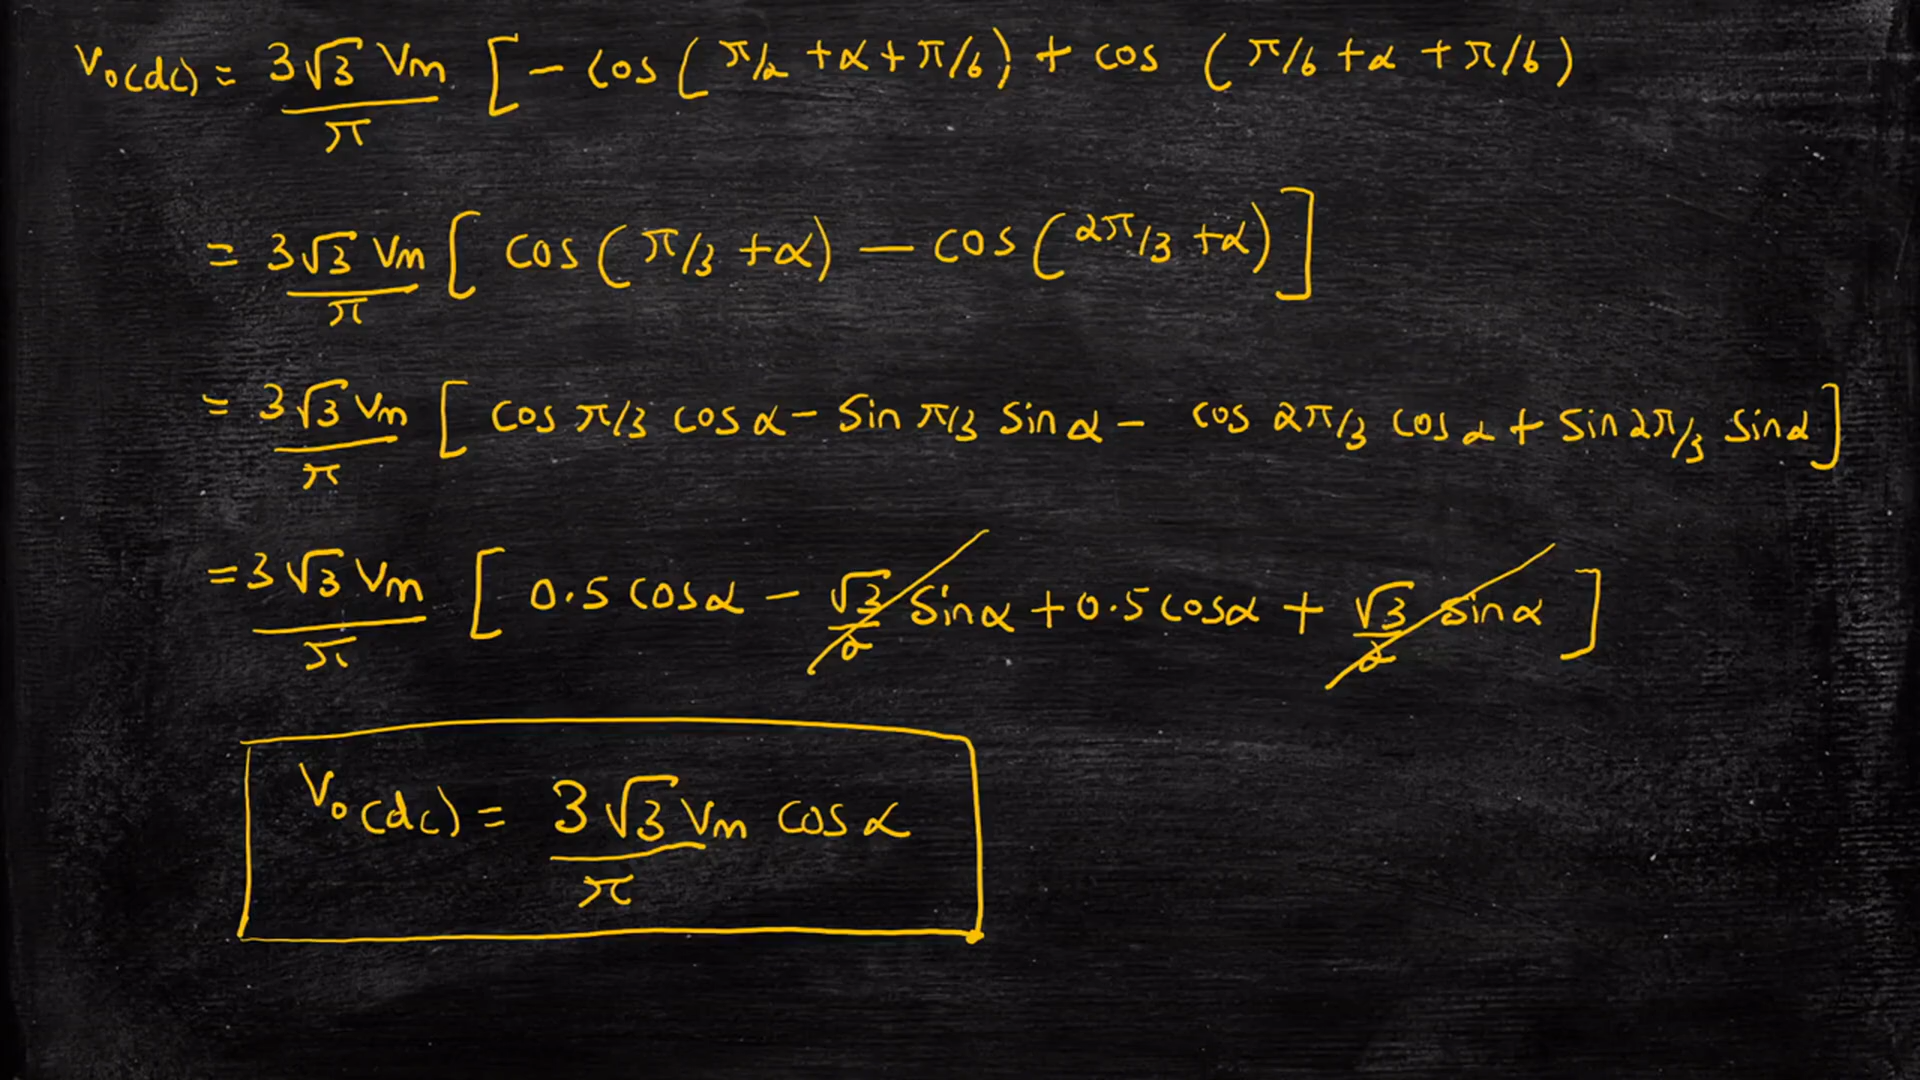 Vo(dc) = 3√3 Vm / π [ - cos ( π/2 + α + π/6 ) + cos ( π/6 + α + π/6 )
= 3√3 Vm / π [ cos ( π/3 + α ) — cos ( 2π/3 + α ) ]
= 3√3 Vm / π [ cos π/3 cos α - sin π/3 sin α - cos 2π/3 cos α + sin 2π/3 sin α ]
= 3√3 Vm / π [ 0.5 cos α - √3/2 sin α + 0.5 cos α + √3/2 sin α ]
Vo(dc) = 3√3 Vm cos α / π